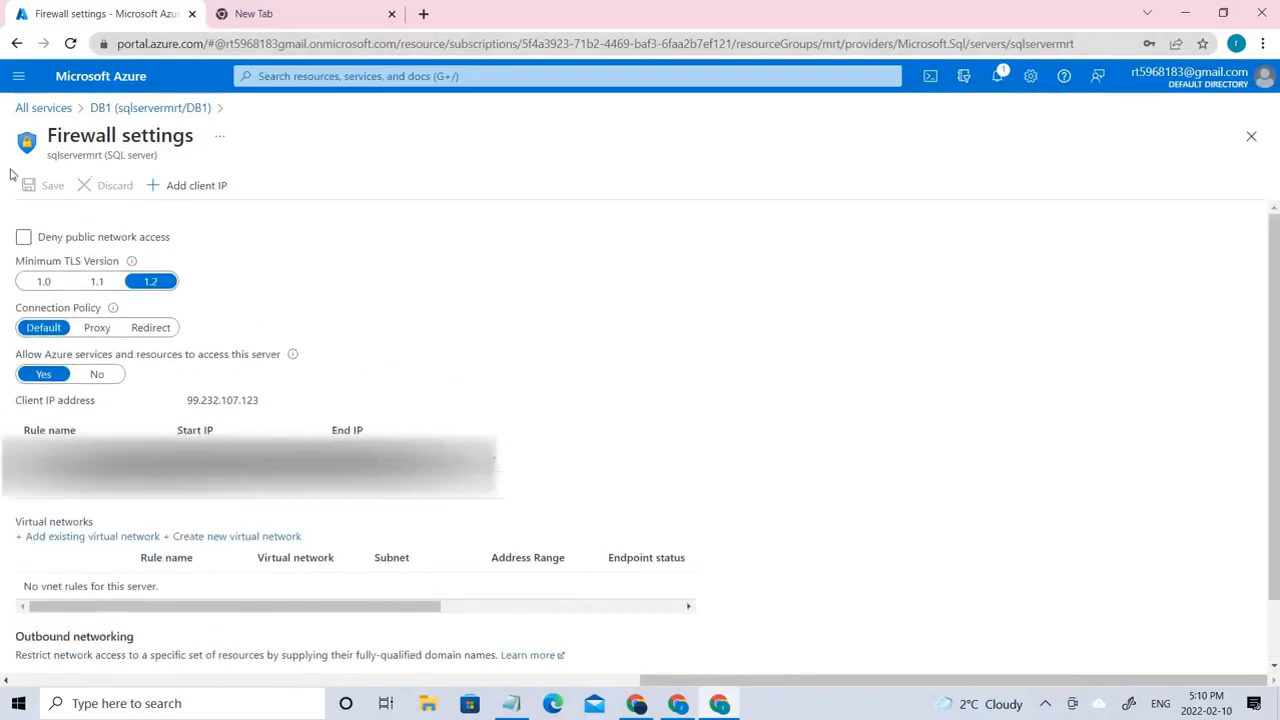 Firewall settings - Microsoft Azu
New Tab
portal.azure.com/#@rt5968183gmail.onmicrosoft.com/resource/subscriptions/5f4a3923-71b2-4469-baf3-6faa2b7ef121/resourceGroups/mrt/providers/Microsoft.Sql/servers/sqlservermrt
r
Microsoft Azure
Search resources, services, and docs (G+/)
1
rt5968183@gmail.com
DEFAULT DIRECTORY
All services > DB1 (sqlservermrt/DB1) >
Firewall settings ...
sqlservermrt (SQL server)
Save Discard + Add client IP
Deny public network access
Minimum TLS Version
1.0 1.1 1.2
Connection Policy
Default Proxy Redirect
Allow Azure services and resources to access this server
Yes No
Client IP address 99.232.107.123
Rule name Start IP End IP
Virtual networks
+ Add existing virtual network + Create new virtual network
Rule name Virtual network Subnet Address Range Endpoint status
No vnet rules for this server.
Outbound networking
Restrict network access to a specific set of resources by supplying their fully-qualified domain names. Learn more
Type here to search
2°C Cloudy
ENG
5:10 PM
2022-02-10